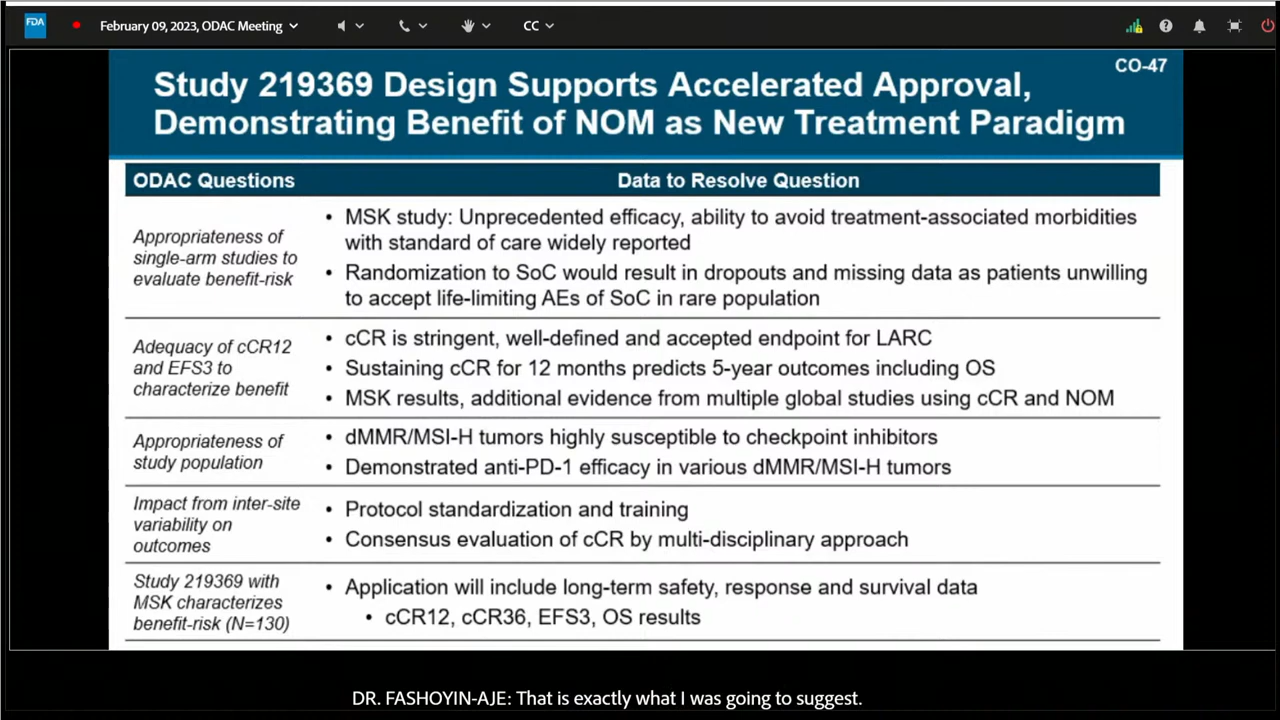 FDA
February 09, 2023, ODAC Meeting
CC
CO-47
Study 219369 Design Supports Accelerated Approval,
Demonstrating Benefit of NOM as New Treatment Paradigm
ODAC Questions
Data to Resolve Question
Appropriateness of
single-arm studies to
evaluate benefit-risk
• MSK study: Unprecedented efficacy, ability to avoid treatment-associated morbidities
with standard of care widely reported
• Randomization to SoC would result in dropouts and missing data as patients unwilling
to accept life-limiting AEs of SoC in rare population
Adequacy of cCR12
and EFS3 to
characterize benefit
• cCR is stringent, well-defined and accepted endpoint for LARC
• Sustaining cCR for 12 months predicts 5-year outcomes including OS
• MSK results, additional evidence from multiple global studies using cCR and NOM
Appropriateness of
study population
• dMMR/MSI-H tumors highly susceptible to checkpoint inhibitors
• Demonstrated anti-PD-1 efficacy in various dMMR/MSI-H tumors
Impact from inter-site
variability on
outcomes
• Protocol standardization and training
• Consensus evaluation of cCR by multi-disciplinary approach
Study 219369 with
MSK characterizes
benefit-risk (N=130)
• Application will include long-term safety, response and survival data
• cCR12, cCR36, EFS3, OS results
DR. FASHOYIN-AJE: That is exactly what I was going to suggest.